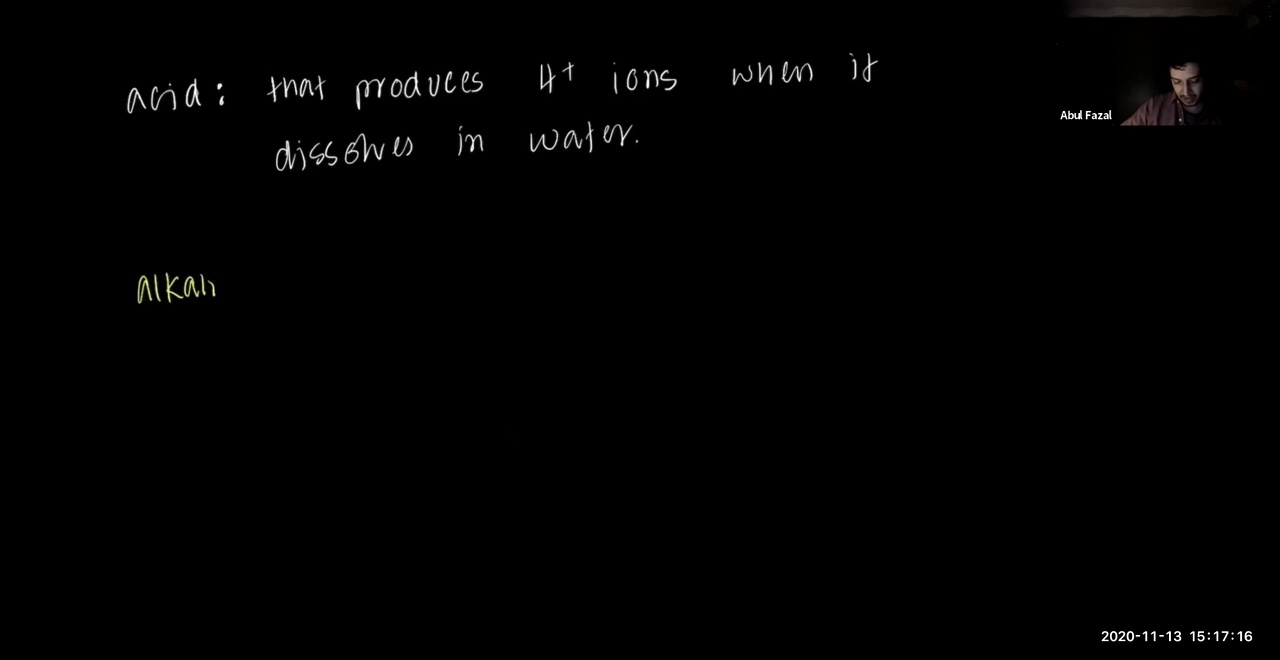 acid: that produces H+ ions when it
dissolves in water.
alkali
Abul Fazal
2020-11-13 15:17:16